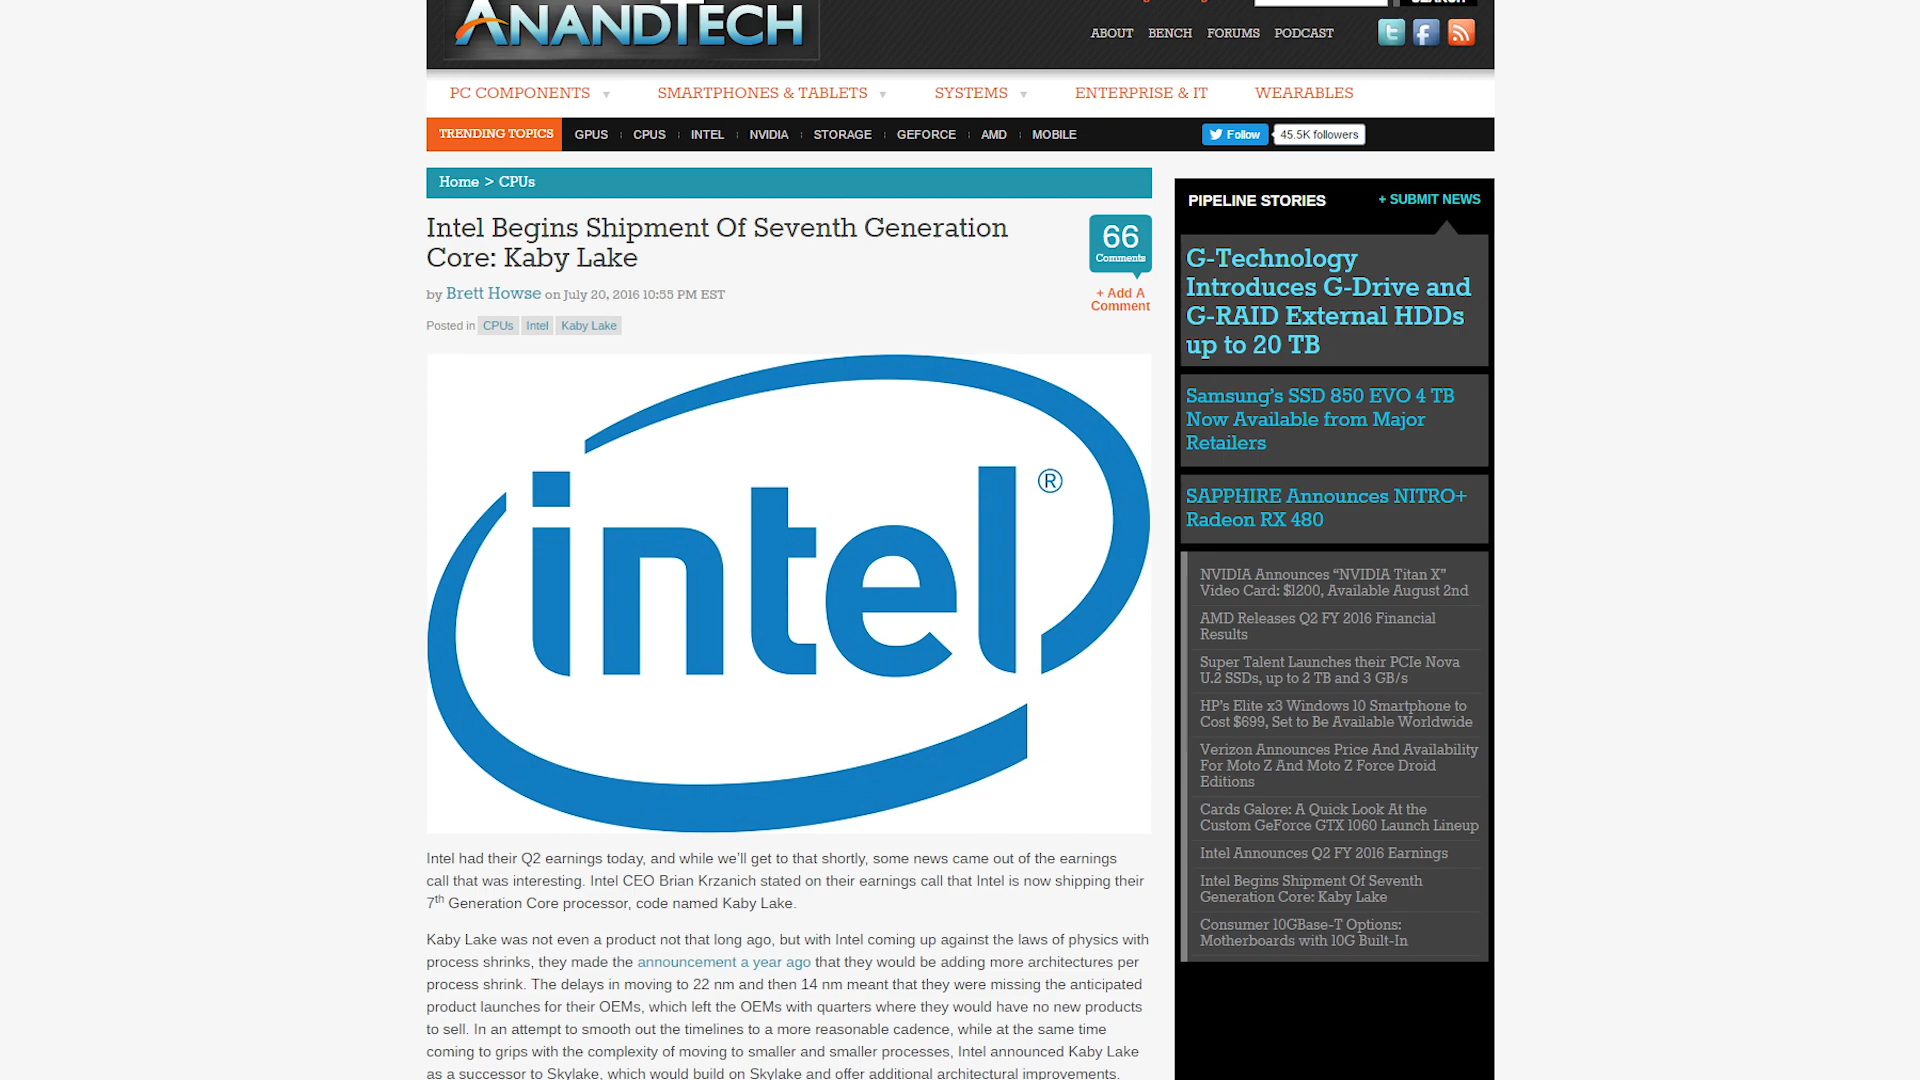 ANANDTECH
SEARCH
ABOUT BENCH FORUMS PODCAST
PC COMPONENTS SMARTPHONES & TABLETS SYSTEMS ENTERPRISE & IT WEARABLES
TRENDING TOPICS GPUS CPUS INTEL NVIDIA STORAGE GEFORCE AMD MOBILE Follow 45.5K followers
Home > CPUs
Intel Begins Shipment Of Seventh Generation
Core: Kaby Lake
66
Comments
+ Add A
Comment
by Brett Howse on July 20, 2016 10:55 PM EST
Posted in CPUs Intel Kaby Lake
intel ®
Intel had their Q2 earnings today, and while we'll get to that shortly, some news came out of the earnings
call that was interesting. Intel CEO Brian Krzanich stated on their earnings call that Intel is now shipping their
7th Generation Core processor, code named Kaby Lake.
Kaby Lake was not even a product not that long ago, but with Intel coming up against the laws of physics with
process shrinks, they made the announcement a year ago that they would be adding more architectures per
process shrink. The delays in moving to 22 nm and then 14 nm meant that they were missing the anticipated
product launches for their OEMs, which left the OEMs with quarters where they would have no new products
to sell. In an attempt to smooth out the timelines to a more reasonable cadence, while at the same time
coming to grips with the complexity of moving to smaller and smaller processes, Intel announced Kaby Lake
as a successor to Skylake, which would build on Skylake and offer additional architectural improvements.
PIPELINE STORIES + SUBMIT NEWS
G-Technology
Introduces G-Drive and
G-RAID External HDDs
up to 20 TB
Samsung's SSD 850 EVO 4 TB
Now Available from Major
Retailers
SAPPHIRE Announces NITRO+
Radeon RX 480
NVIDIA Announces “NVIDIA Titan X”
Video Card: $1200, Available August 2nd
AMD Releases Q2 FY 2016 Financial
Results
Super Talent Launches their PCIe Nova
U.2 SSDs, up to 2 TB and 3 GB/s
HP's Elite x3 Windows 10 Smartphone to
Cost $699, Set to Be Available Worldwide
Verizon Announces Price And Availability
For Moto Z And Moto Z Force Droid
Editions
Cards Galore: A Quick Look At the
Custom GeForce GTX 1060 Launch Lineup
Intel Announces Q2 FY 2016 Earnings
Intel Begins Shipment Of Seventh
Generation Core: Kaby Lake
Consumer 10GBase-T Options:
Motherboards with 10G Built-In